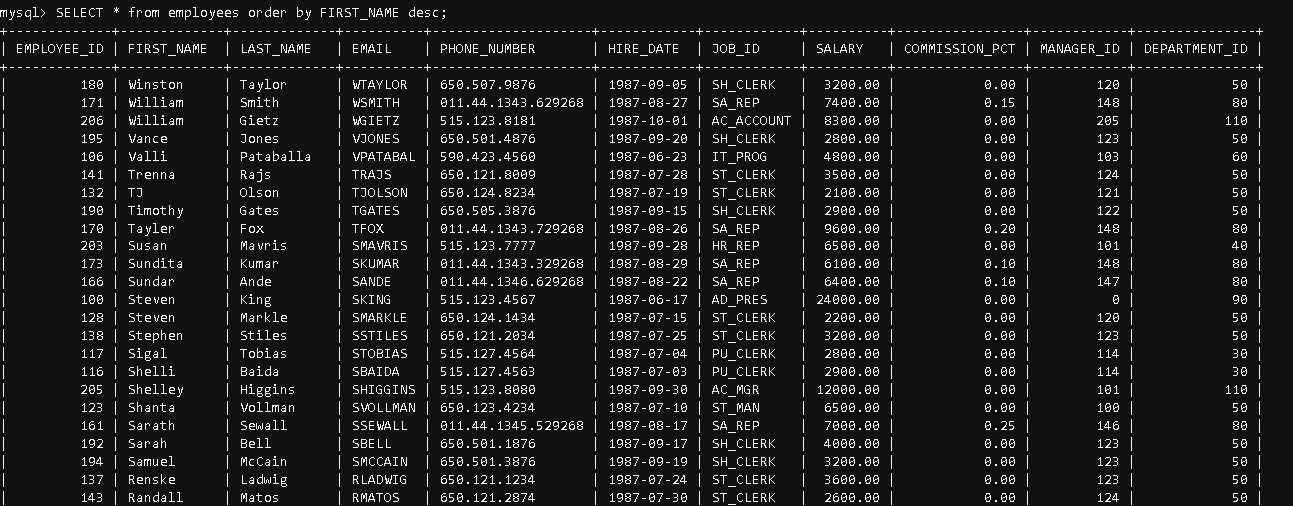 mysql> SELECT * from employees order by FIRST_NAME desc;
| EMPLOYEE_ID | FIRST_NAME | LAST_NAME | EMAIL | PHONE_NUMBER | HIRE_DATE | JOB_ID | SALARY | COMMISSION_PCT | MANAGER_ID | DEPARTMENT_ID |
| 180 | Winston | Taylor | WTAYLOR | 650.507.9876 | 1987-09-05 | SH_CLERK | 3200.00 | 0.00 | 120 | 50 |
| 171 | William | Smith | WSMITH | 011.44.1343.629268 | 1987-08-27 | SA_REP | 7400.00 | 0.15 | 148 | 80 |
| 206 | William | Gietz | WGIETZ | 515.123.8181 | 1987-10-01 | AC_ACCOUNT | 8300.00 | 0.00 | 205 | 110 |
| 195 | Vance | Jones | VJONES | 650.501.4876 | 1987-09-20 | SH_CLERK | 2800.00 | 0.00 | 123 | 50 |
| 106 | Valli | Pataballa | VPATABAL | 590.423.4560 | 1987-06-23 | IT_PROG | 4800.00 | 0.00 | 103 | 60 |
| 141 | Trenna | Rajs | TRAJS | 650.121.8009 | 1987-07-28 | ST_CLERK | 3500.00 | 0.00 | 124 | 50 |
| 132 | TJ | Olson | TJOLSON | 650.124.8234 | 1987-07-19 | ST_CLERK | 2100.00 | 0.00 | 121 | 50 |
| 190 | Timothy | Gates | TGATES | 650.505.3876 | 1987-09-15 | SH_CLERK | 2900.00 | 0.00 | 122 | 50 |
| 170 | Tayler | Fox | TFOX | 011.44.1343.729268 | 1987-08-26 | SA_REP | 9600.00 | 0.20 | 148 | 80 |
| 203 | Susan | Mavris | SMAVRIS | 515.123.7777 | 1987-09-28 | HR_REP | 6500.00 | 0.00 | 101 | 40 |
| 173 | Sundita | Kumar | SKUMAR | 011.44.1343.329268 | 1987-08-29 | SA_REP | 6100.00 | 0.10 | 148 | 80 |
| 166 | Sundar | Ande | SANDE | 011.44.1346.629268 | 1987-08-22 | SA_REP | 6400.00 | 0.10 | 147 | 80 |
| 100 | Steven | King | SKING | 515.123.4567 | 1987-06-17 | AD_PRES | 24000.00 | 0.00 | 0 | 90 |
| 128 | Steven | Markle | SMARKLE | 650.124.1434 | 1987-07-15 | ST_CLERK | 2200.00 | 0.00 | 120 | 50 |
| 138 | Stephen | Stiles | SSTILES | 650.121.2034 | 1987-07-25 | ST_CLERK | 3200.00 | 0.00 | 123 | 50 |
| 117 | Sigal | Tobias | STOBIAS | 515.127.4564 | 1987-07-04 | PU_CLERK | 2800.00 | 0.00 | 114 | 30 |
| 116 | Shelli | Baida | SBAIDA | 515.127.4563 | 1987-07-03 | PU_CLERK | 2900.00 | 0.00 | 114 | 30 |
| 205 | Shelley | Higgins | SHIGGINS | 515.123.8080 | 1987-09-30 | AC_MGR | 12000.00 | 0.00 | 101 | 110 |
| 123 | Shanta | Vollman | SVOLLMAN | 650.123.4234 | 1987-07-10 | ST_MAN | 6500.00 | 0.00 | 100 | 50 |
| 161 | Sarath | Sewall | SSEWALL | 011.44.1345.529268 | 1987-08-17 | SA_REP | 7000.00 | 0.25 | 146 | 80 |
| 192 | Sarah | Bell | SBELL | 650.501.1876 | 1987-09-17 | SH_CLERK | 4000.00 | 0.00 | 123 | 50 |
| 194 | Samuel | McCain | SMCCAIN | 650.501.3876 | 1987-09-19 | SH_CLERK | 3200.00 | 0.00 | 123 | 50 |
| 137 | Renske | Ladwig | RLADWIG | 650.121.1234 | 1987-07-24 | ST_CLERK | 3600.00 | 0.00 | 123 | 50 |
| 143 | Randall | Matos | RMATOS | 650.121.2874 | 1987-07-30 | ST_CLERK | 2600.00 | 0.00 | 124 | 50 |